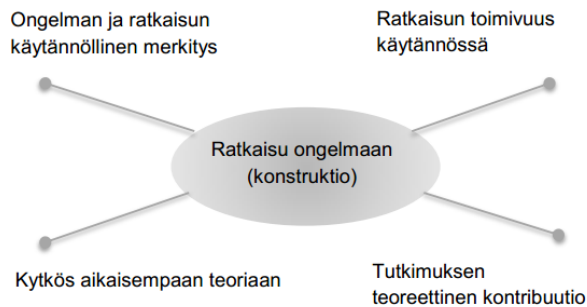 Ongelman ja ratkaisun
käytännöllinen merkitys
Ratkaisun toimivuus
käytännössä
Ratkaisu ongelmaan
(konstruktio)
Kytkös aikaisempaan teoriaan
Tutkimuksen
teoreettinen kontribuutio